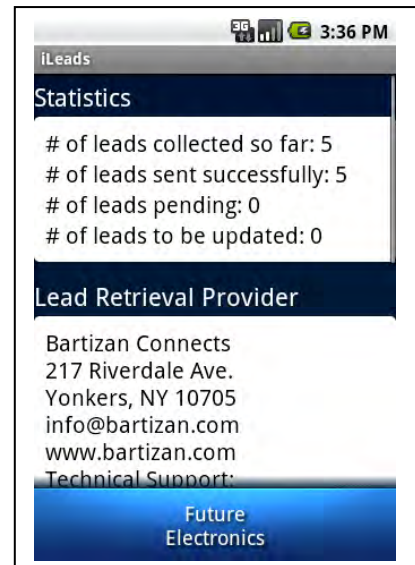 3G
3:36 PM
iLeads
Statistics
# of leads collected so far: 5
# of leads sent successfully: 5
# of leads pending: 0
# of leads to be updated: 0
Lead Retrieval Provider
Bartizan Connects
217 Riverdale Ave.
Yonkers, NY 10705
info@bartizan.com
www.bartizan.com
Technical Support:
Future
Electronics